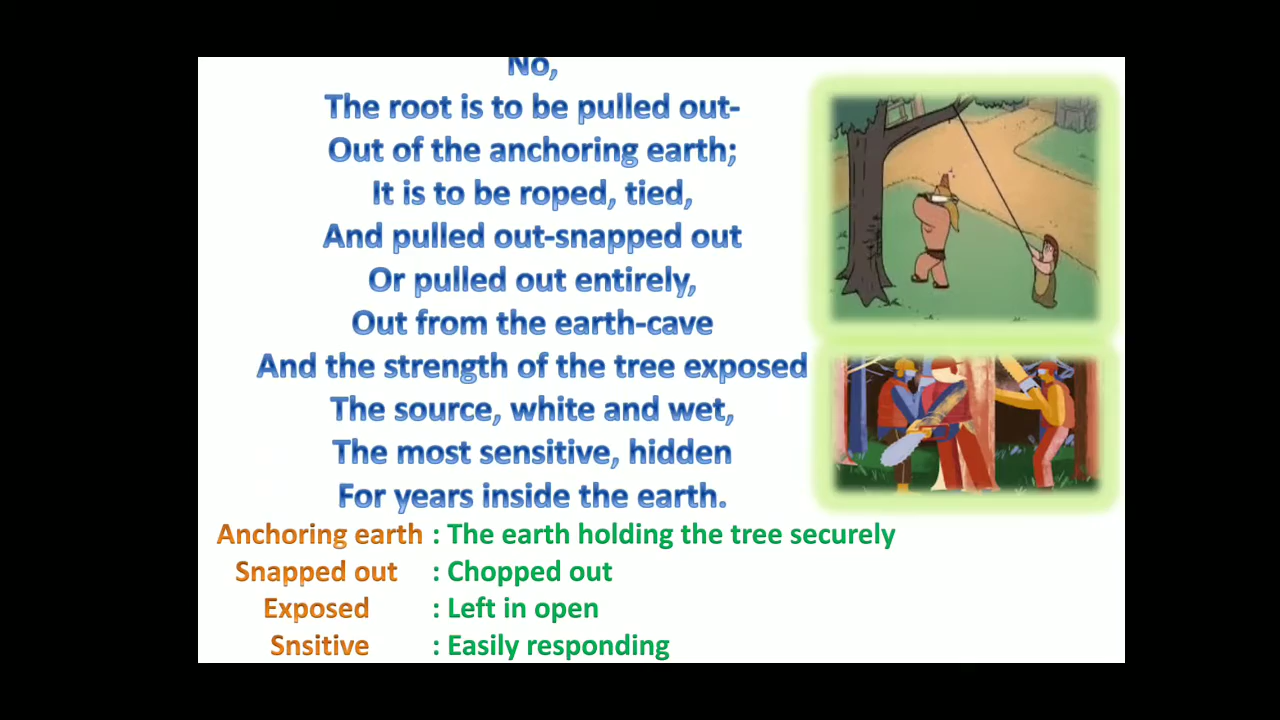 No,
The root is to be pulled out-
Out of the anchoring earth;
It is to be roped, tied,
And pulled out-snapped out
Or pulled out entirely,
Out from the earth-cave
And the strength of the tree exposed
The source, white and wet,
The most sensitive, hidden
For years inside the earth.
Anchoring earth : The earth holding the tree securely
Snapped out : Chopped out
Exposed : Left in open
Snsitive : Easily responding